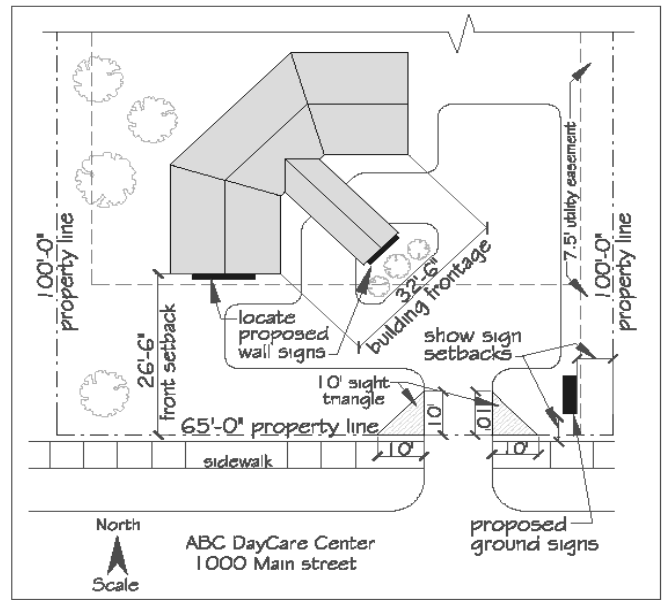 100'-0"
property line
7.5' utility easement
100'-0"
property line
32'-6"
building frontage
locate
proposed
wall signs
26'-6"
front setback
show sign
setbacks
10' sight
triangle
10'
10'
65'-0" property line
10'
10'
sidewalk
North
Scale
ABC DayCare Center
1000 Main street
proposed
ground signs